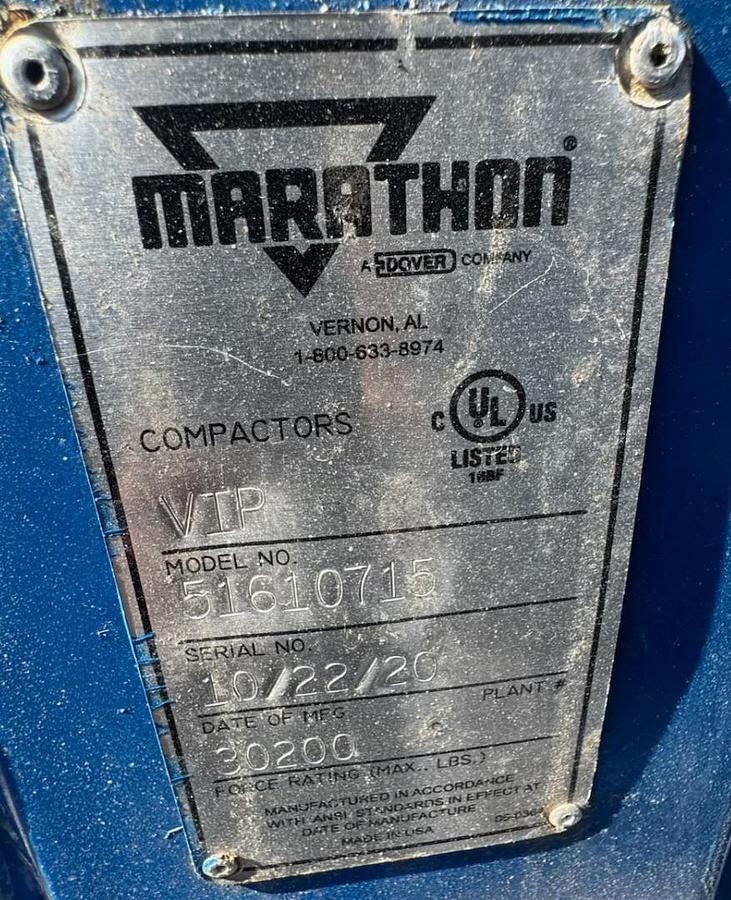 MARATHON®
A DOVER COMPANY
VERNON, AL
1-800-633-8974
COMPACTORS
C UL US
LISTED
VIP
MODEL NO.
51610715
SERIAL NO.
10/22/20
DATE OF MFG PLANT #
30200
FORCE RATING (MAX., LBS.)
MANUFACTURED IN ACCORDANCE
WITH ANSI STANDARDS IN EFFECT AT
DATE OF MANUFACTURE
MADE IN USA